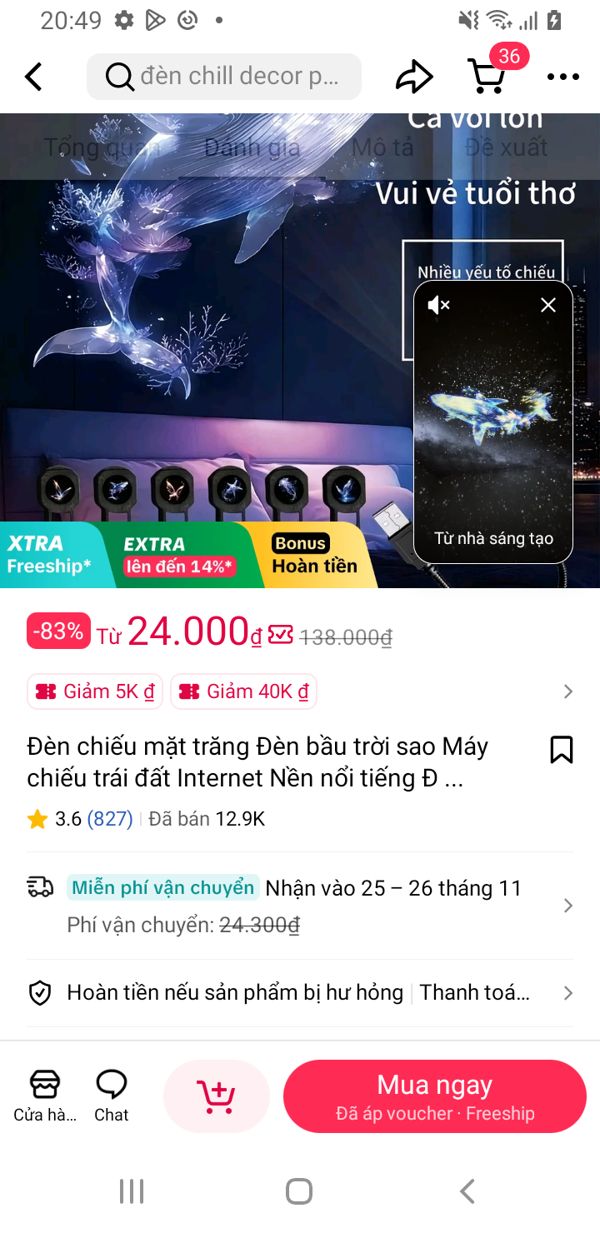 20:49
đèn chill decor p...
36
Cá voi lớn
Tổng quan Đánh giá Mô tả Đề xuất
Vui vẻ tuổi thơ
Nhiều yếu tố chiếu
Từ nhà sáng tạo
XTRA
Freeship*
EXTRA
lên đến 14%*
Bonus
Hoàn tiền
-83% Từ 24.000₫ 138.000₫
Giảm 5K ₫ Giảm 40K ₫
Đèn chiếu mặt trăng Đèn bầu trời sao Máy
chiếu trái đất Internet Nền nổi tiếng Đ ...
3.6 (827) Đã bán 12.9K
Miễn phí vận chuyển Nhận vào 25 – 26 tháng 11
Phí vận chuyển: 24.300₫
Hoàn tiền nếu sản phẩm bị hư hỏng Thanh toá...
Cửa hà... Chat
Mua ngay
Đã áp voucher · Freeship